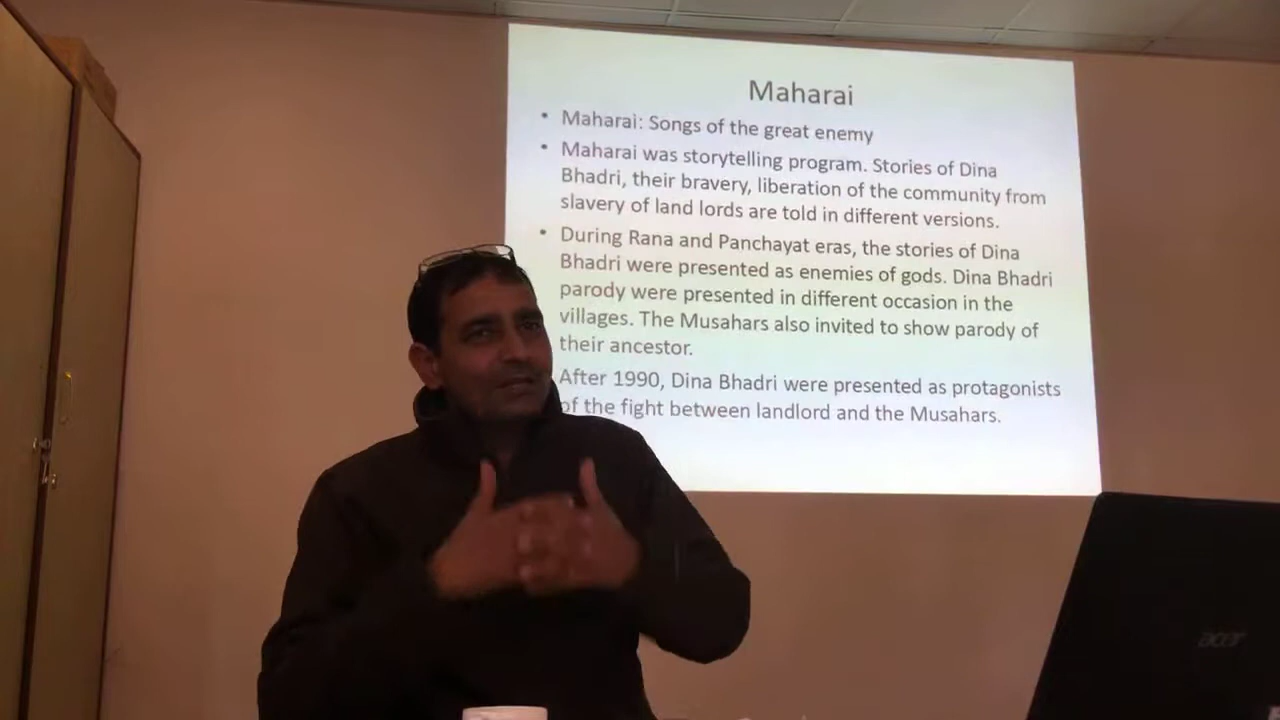 Maharai
• Maharai: Songs of the great enemy
• Maharai was storytelling program. Stories of Dina
Bhadri, their bravery, liberation of the community from
slavery of land lords are told in different versions.
• During Rana and Panchayat eras, the stories of Dina
Bhadri were presented as enemies of gods. Dina Bhadri
parody were presented in different occasion in the
villages. The Musahars also invited to show parody of
their ancestor.
After 1990, Dina Bhadri were presented as protagonists
of the fight between landlord and the Musahars.
acer